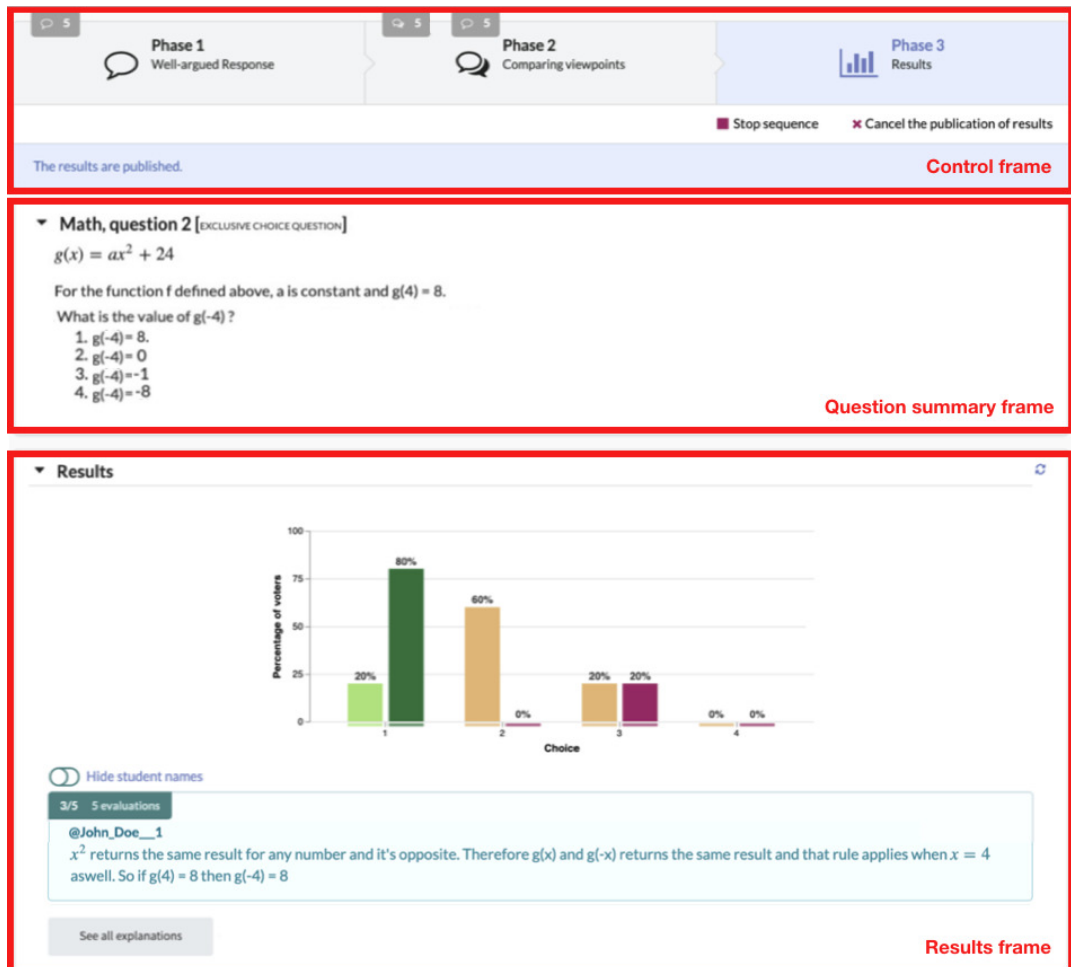 5
5
5
Phase 1
Well-argued Response
Phase 2
Comparing viewpoints
Phase 3
Results
Stop sequence
× Cancel the publication of results
The results are published.
Control frame
Math, question 2 [EXCLUSIVE CHOICE QUESTION]
g(x) = ax² + 24
For the function f defined above, a is constant and g(4) = 8.
What is the value of g(-4) ?
1. g(-4)= 8.
2. g(-4)= 0
3. g(-4)=-1
4. g(-4)=-8
Question summary frame
Results
100
75
50
25
0
Percentage of voters
20%
80%
60%
0%
20%
20%
0%
0%
1
2
3
4
Choice
Hide student names
3/5 5 evaluations
@John_Doe__1
x² returns the same result for any number and it's opposite. Therefore g(x) and g(-x) returns the same result and that rule applies when x = 4
aswell. So if g(4) = 8 then g(-4) = 8
See all explanations
Results frame